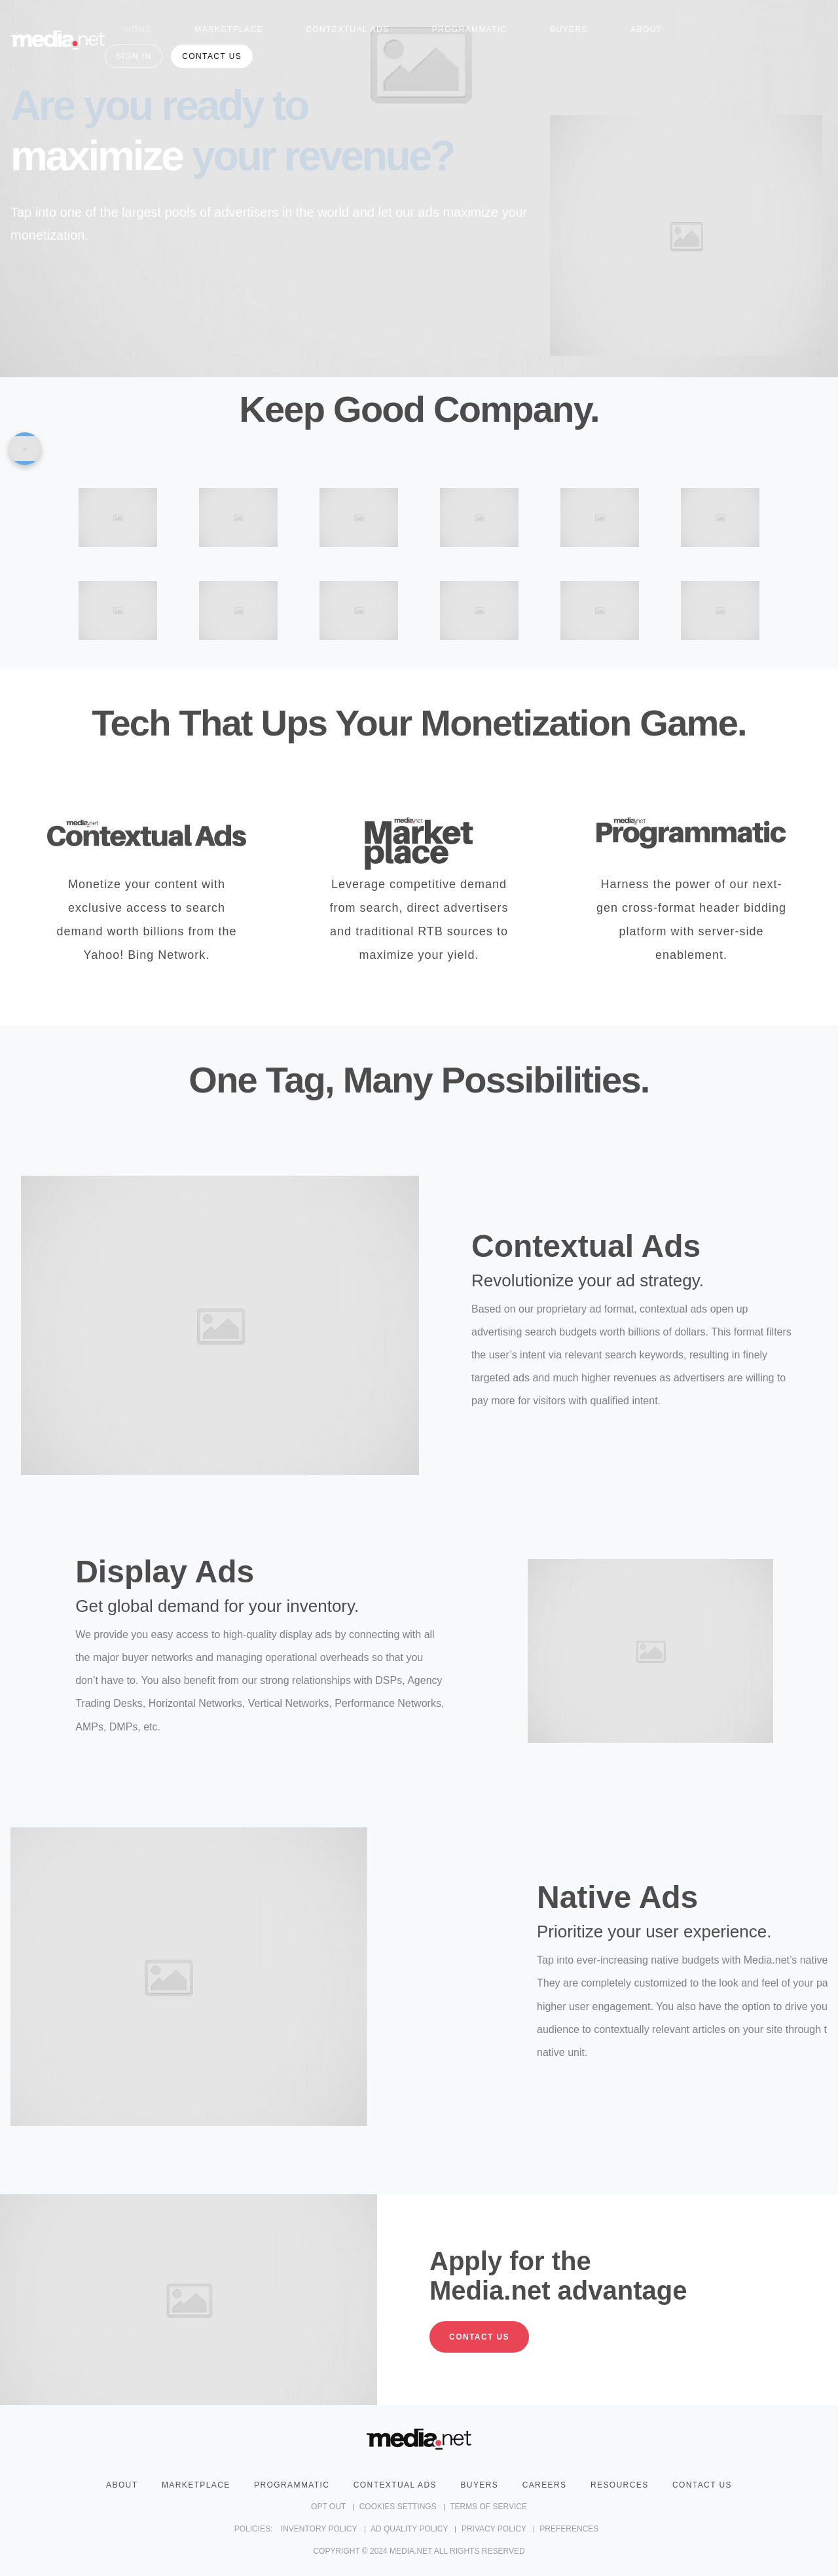 media.net
HOME MARKETPLACE CONTEXTUAL ADS PROGRAMMATIC BUYERS ABOUT
SIGN IN CONTACT US
Are you ready to
maximize your revenue?
Tap into one of the largest pools of advertisers in the world and let our ads maximize your
monetization.
Keep Good Company.
Tech That Ups Your Monetization Game.
media.net
Contextual Ads
Monetize your content with
exclusive access to search
demand worth billions from the
Yahoo! Bing Network.
media.net
Market
place
Leverage competitive demand
from search, direct advertisers
and traditional RTB sources to
maximize your yield.
media.net
Programmatic
Harness the power of our next-
gen cross-format header bidding
platform with server-side
enablement.
One Tag, Many Possibilities.
Contextual Ads
Revolutionize your ad strategy.
Based on our proprietary ad format, contextual ads open up
advertising search budgets worth billions of dollars. This format filters
the user’s intent via relevant search keywords, resulting in finely
targeted ads and much higher revenues as advertisers are willing to
pay more for visitors with qualified intent.
Display Ads
Get global demand for your inventory.
We provide you easy access to high-quality display ads by connecting with all
the major buyer networks and managing operational overheads so that you
don’t have to. You also benefit from our strong relationships with DSPs, Agency
Trading Desks, Horizontal Networks, Vertical Networks, Performance Networks,
AMPs, DMPs, etc.
Native Ads
Prioritize your user experience.
Tap into ever-increasing native budgets with Media.net’s native
They are completely customized to the look and feel of your pa
higher user engagement. You also have the option to drive you
audience to contextually relevant articles on your site through t
native unit.
Apply for the
Media.net advantage
CONTACT US
media.net
ABOUT MARKETPLACE PROGRAMMATIC CONTEXTUAL ADS BUYERS CAREERS RESOURCES CONTACT US
OPT OUT | COOKIES SETTINGS | TERMS OF SERVICE
POLICIES: INVENTORY POLICY | AD QUALITY POLICY | PRIVACY POLICY | PREFERENCES
COPYRIGHT © 2024 MEDIA.NET ALL RIGHTS RESERVED